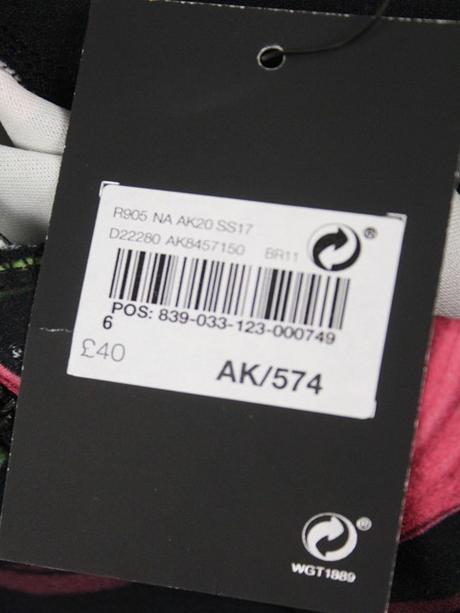 R905 NA AK20 SS17
D22280 AK8457150 BR11
®
POS: 839-033-123-000749
6
£40
AK/574
®
WGT1889